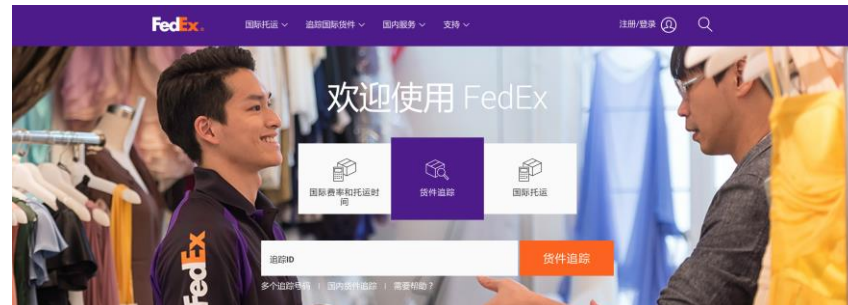 FedEx
国际托运
追踪国际货件
国内服务
支持
注册/登录
欢迎使用 FedEx
国际费率和托运时
间
货件追踪
国际托运
追踪ID
货件追踪
多个追踪号码 | 国内货件追踪 | 需要帮助？
FedEx